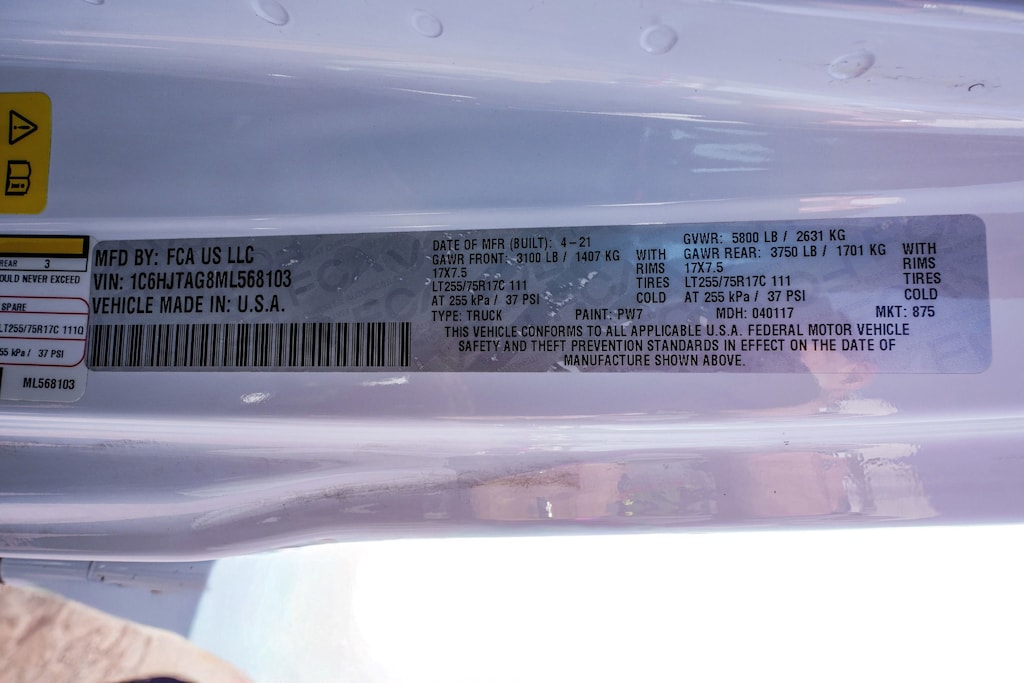 REAR 3
OULD NEVER EXCEED
SPARE
LT255/75R17C 111Q
55 kPa / 37 PSI
ML568103
MFD BY: FCA US LLC
VIN: 1C6HJTAG8ML568103
VEHICLE MADE IN: U.S.A.
DATE OF MFR (BUILT): 4-21
GAWR FRONT: 3100 LB / 1407 KG WITH
17X7.5 RIMS
LT255/75R17C 111 TIRES
AT 255 kPa / 37 PSI COLD
GVWR: 5800 LB / 2631 KG
GAWR REAR: 3750 LB / 1701 KG WITH
17X7.5 RIMS
LT255/75R17C 111 TIRES
AT 255 kPa / 37 PSI COLD
TYPE: TRUCK PAINT: PW7 MDH: 040117 MKT: 875
THIS VEHICLE CONFORMS TO ALL APPLICABLE U.S.A. FEDERAL MOTOR VEHICLE
SAFETY AND THEFT PREVENTION STANDARDS IN EFFECT ON THE DATE OF
MANUFACTURE SHOWN ABOVE.